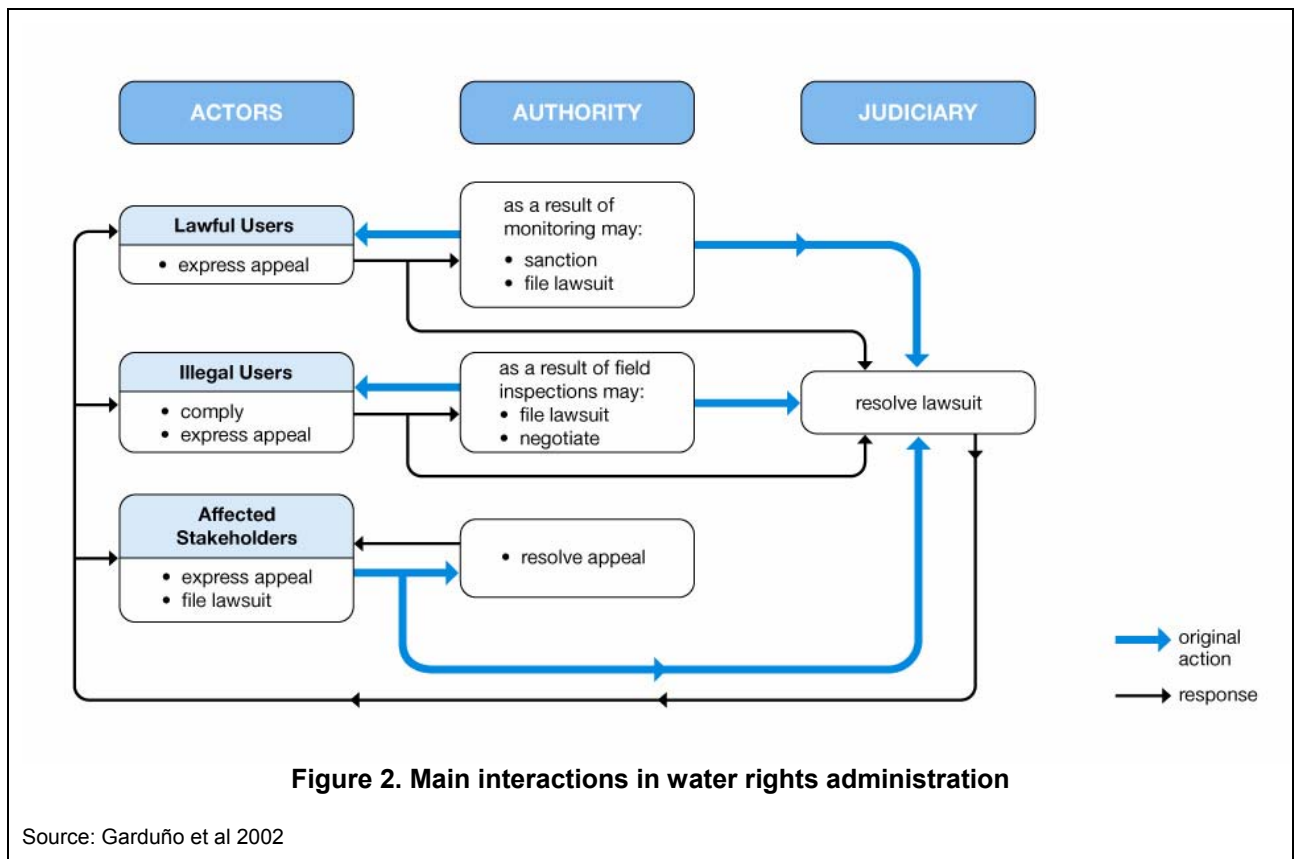 ACTORS
AUTHORITY
JUDICIARY
Lawful Users
• express appeal
as a result of
monitoring may:
• sanction
• file lawsuit
Illegal Users
• comply
• express appeal
as a result of field
inspections may:
• file lawsuit
• negotiate
resolve lawsuit
Affected
Stakeholders
• express appeal
• file lawsuit
• resolve appeal
original
action
response
Figure 2. Main interactions in water rights administration
Source: Garduño et al 2002